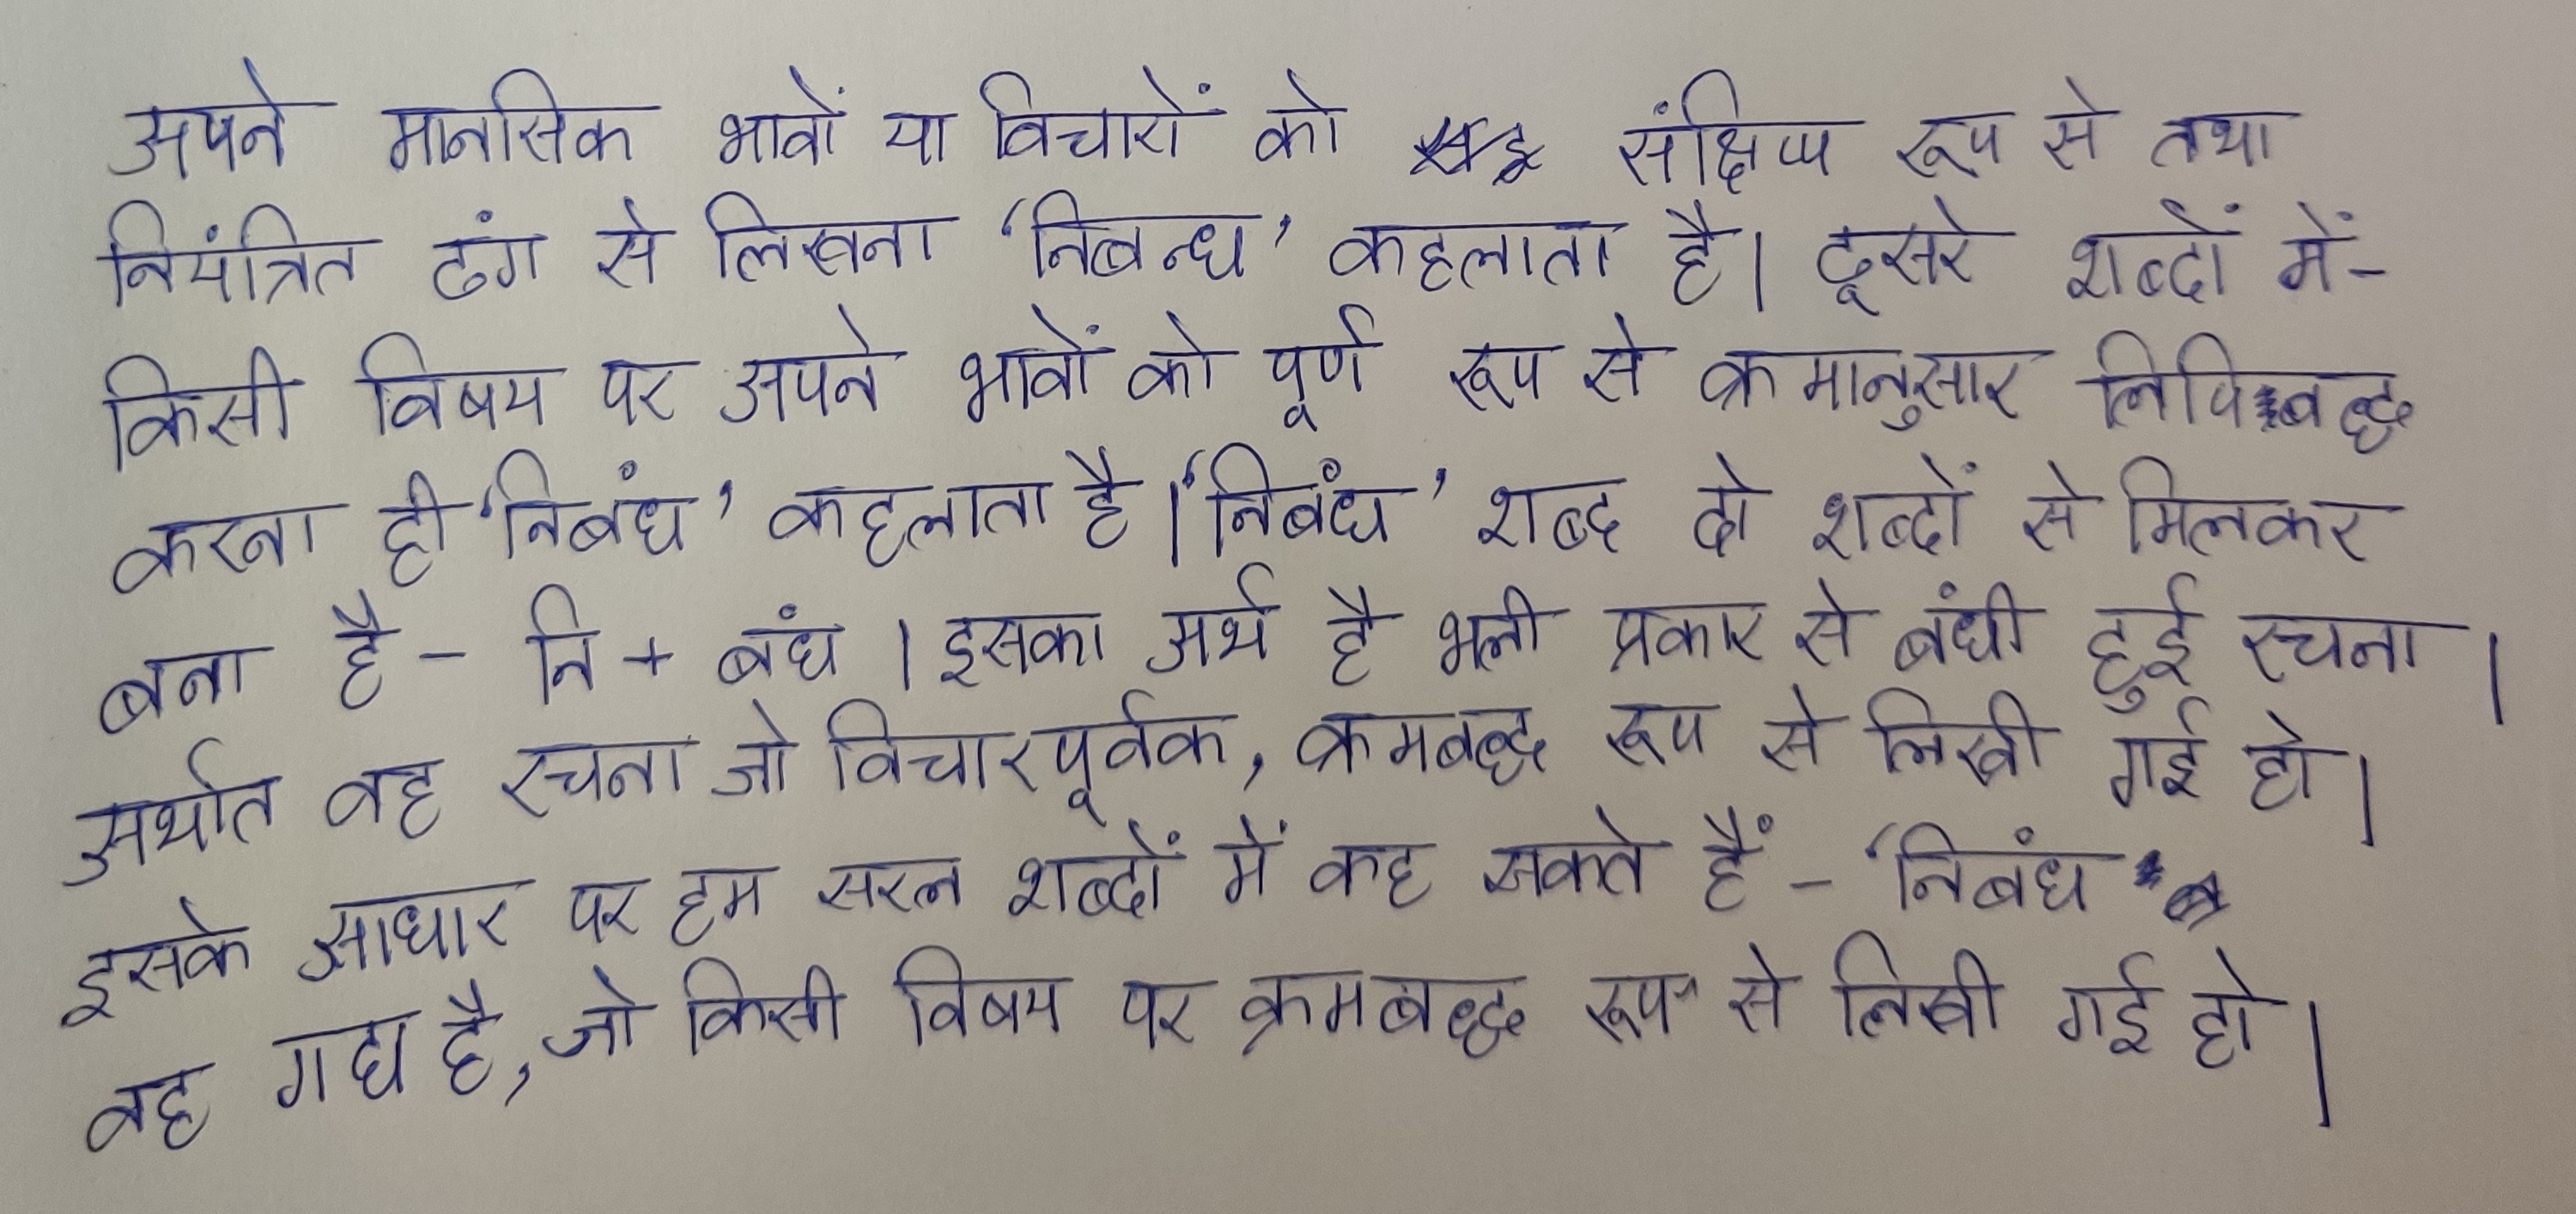 अपने मानसिक भावों या विचारों को संक्षिप्त रूप से तथा
नियंत्रित ढंग से लिखना ‘निबन्ध’ कहलाता है। दूसरे शब्दों में-
किसी विषय पर अपने भावों को पूर्ण रूप से क्रमानुसार लिपिबद्ध
करना ही ‘निबंध’ कहलाता है। ‘निबंध’ शब्द दो शब्दों से मिलकर
बना है- नि + बंध। इसका अर्थ है भली प्रकार से बंधी हुई रचना।
अर्थात वह रचना जो विचारपूर्वक, क्रमबद्ध रूप से लिखी गई हो।
इसके आधार पर हम सरल शब्दों में कह सकते हैं - ‘निबंध
वह गद्य है, जो किसी विषय पर क्रमबद्ध रूप से लिखी गई हो।